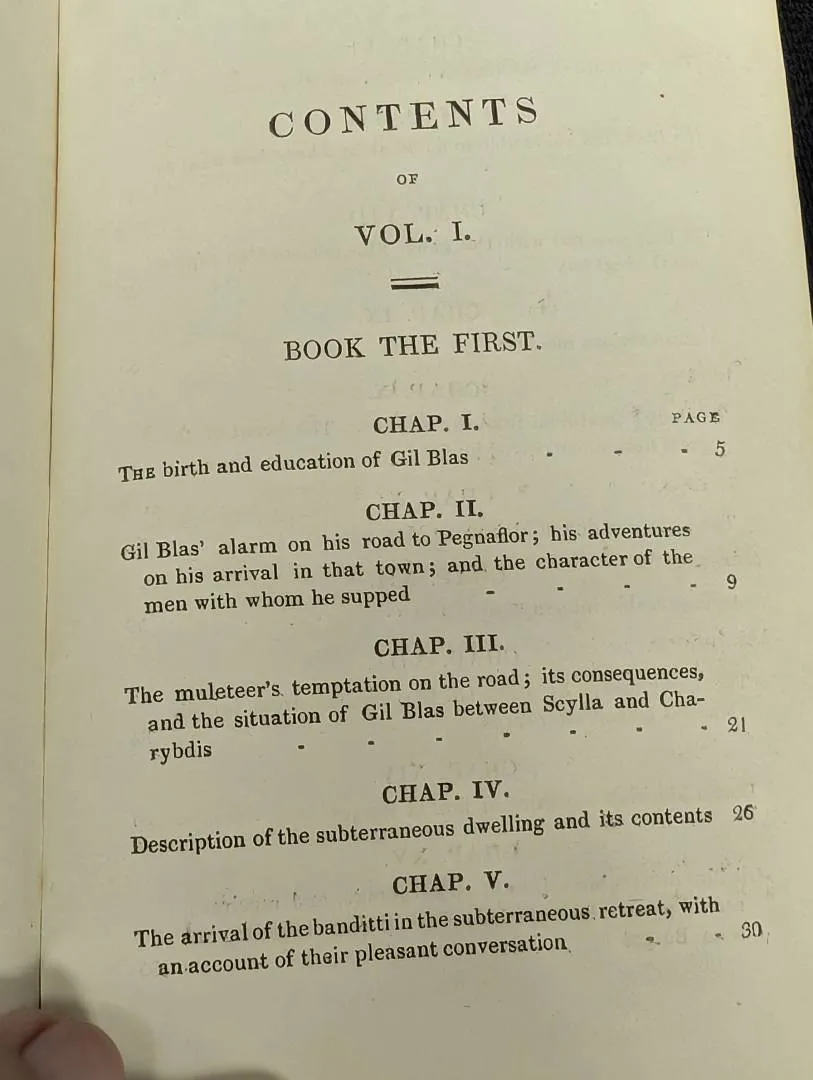 CONTENTS
OF
VOL. I.
BOOK THE FIRST.
CHAP. I. PAGE
THE birth and education of Gil Blas - - - 5
CHAP. II.
Gil Blas' alarm on his road to Pegnaflor; his adventures
on his arrival in that town; and the character of the
men with whom he supped - - - - 9
CHAP. III.
The muleteer's temptation on the road; its consequences,
and the situation of Gil Blas between Scylla and Cha-
rybdis - - - - - - - 21
CHAP. IV.
Description of the subterraneous dwelling and its contents 26
CHAP. V.
The arrival of the banditti in the subterraneous retreat, with
an account of their pleasant conversation - - 30